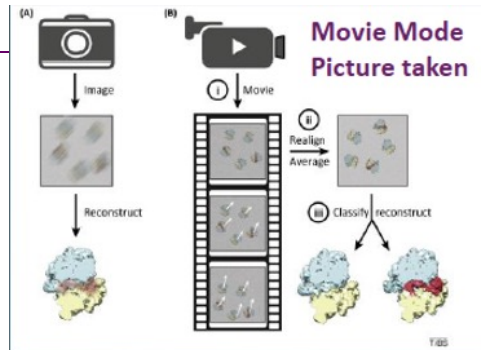 (A)
(B)
Movie Mode
Picture taken
Image
i
Movie
ii
Realign
Average
Reconstruct
iii
Classify
reconstruct
TiBS